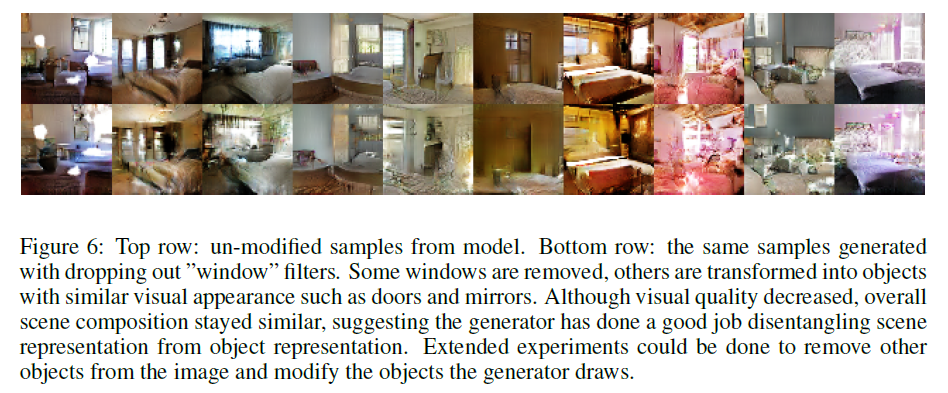 Figure 6: Top row: un-modified samples from model. Bottom row: the same samples generated
with dropping out ”window” filters. Some windows are removed, others are transformed into objects
with similar visual appearance such as doors and mirrors. Although visual quality decreased, overall
scene composition stayed similar, suggesting the generator has done a good job disentangling scene
representation from object representation. Extended experiments could be done to remove other
objects from the image and modify the objects the generator draws.